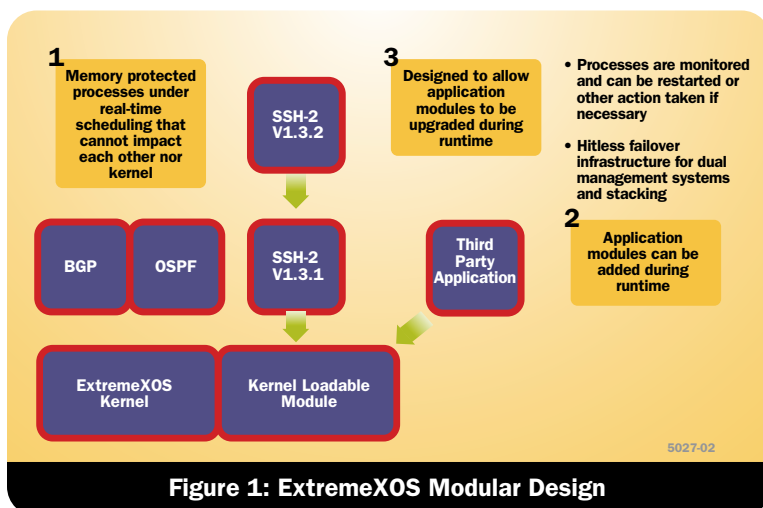 1
Memory protected
processes under
real-time
scheduling that
cannot impact
each other nor
kernel
SSH-2
V1.3.2
3
Designed to allow
application
modules to be
upgraded during
runtime
• Processes are monitored
and can be restarted or
other action taken if
necessary
• Hitless failover
infrastructure for dual
management systems
and stacking
2
Application
modules can be
added during
runtime
BGP
OSPF
SSH-2
V1.3.1
Third
Party
Application
ExtremeXOS
Kernel
Kernel Loadable
Module
5027-02
Figure 1: ExtremeXOS Modular Design